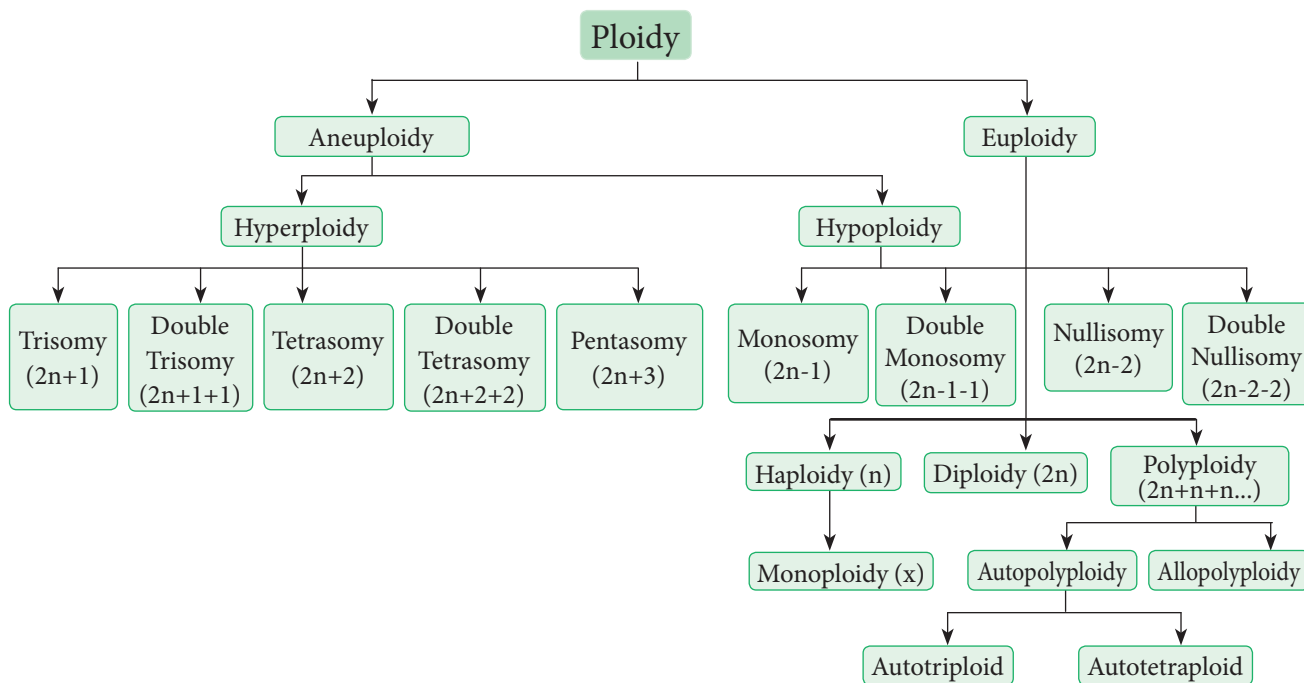 Ploidy
Aneuploidy
Euploidy
Hyperploidy
Hypoploidy
Trisomy
(2n+1)
Double
Trisomy
(2n+1+1)
Tetrasomy
(2n+2)
Double
Tetrasomy
(2n+2+2)
Pentasomy
(2n+3)
Monosomy
(2n-1)
Double
Monosomy
(2n-1-1)
Nullisomy
(2n-2)
Double
Nullisomy
(2n-2-2)
Haploidy (n)
Diploidy (2n)
Polyploidy
(2n+n+n...)
Monoploidy (x)
Autopolyploidy
Allopolyploidy
Autotriploid
Autotetraploid